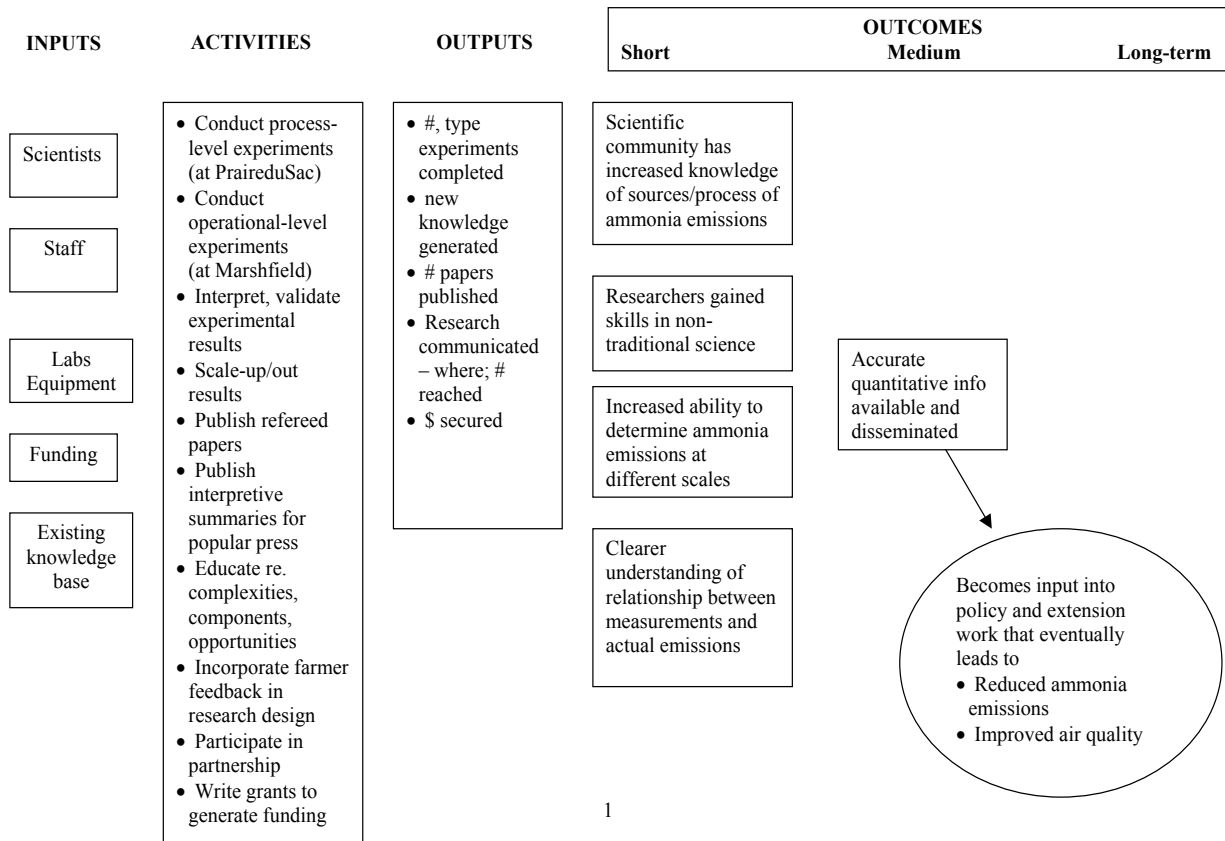 INPUTS
ACTIVITIES
OUTPUTS
OUTCOMES
Short Medium Long-term
Scientists
Staff
Labs
Equipment
Funding
Existing
knowledge
base
• Conduct process-
level experiments
(at PraireduSac)
• Conduct
operational-level
experiments
(at Marshfield)
• Interpret, validate
experimental
results
• Scale-up/out
results
• Publish refereed
papers
• Publish
interpretive
summaries for
popular press
• Educate re.
complexities,
components,
opportunities
• Incorporate farmer
feedback in
research design
• Participate in
partnership
• Write grants to
generate funding
• #, type
experiments
completed
• new
knowledge
generated
• # papers
published
• Research
communicated
– where; #
reached
• $ secured
Scientific
community has
increased knowledge
of sources/process of
ammonia emissions
Researchers gained
skills in non-
traditional science
Increased ability to
determine ammonia
emissions at
different scales
Clearer
understanding of
relationship between
measurements and
actual emissions
Accurate
quantitative info
available and
disseminated
Becomes input into
policy and extension
work that eventually
leads to
• Reduced ammonia
emissions
• Improved air quality
1